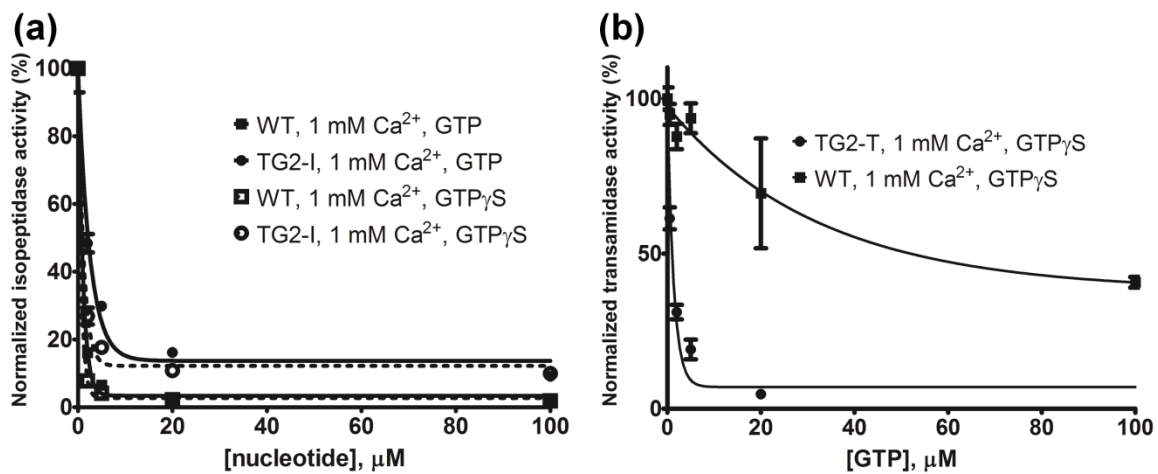 (a)
Normalized isopeptidase activity (%)
100
80
60
40
20
0
WT, 1 mM Ca²⁺, GTP
TG2-I, 1 mM Ca²⁺, GTP
WT, 1 mM Ca²⁺, GTPγS
TG2-I, 1 mM Ca²⁺, GTPγS
0 20 40 60 80 100
[nucleotide], μM
(b)
Normalized transamidase activity (%)
100
50
0
TG2-T, 1 mM Ca²⁺, GTPγS
WT, 1 mM Ca²⁺, GTPγS
0 20 40 60 80 100
[GTP], μM